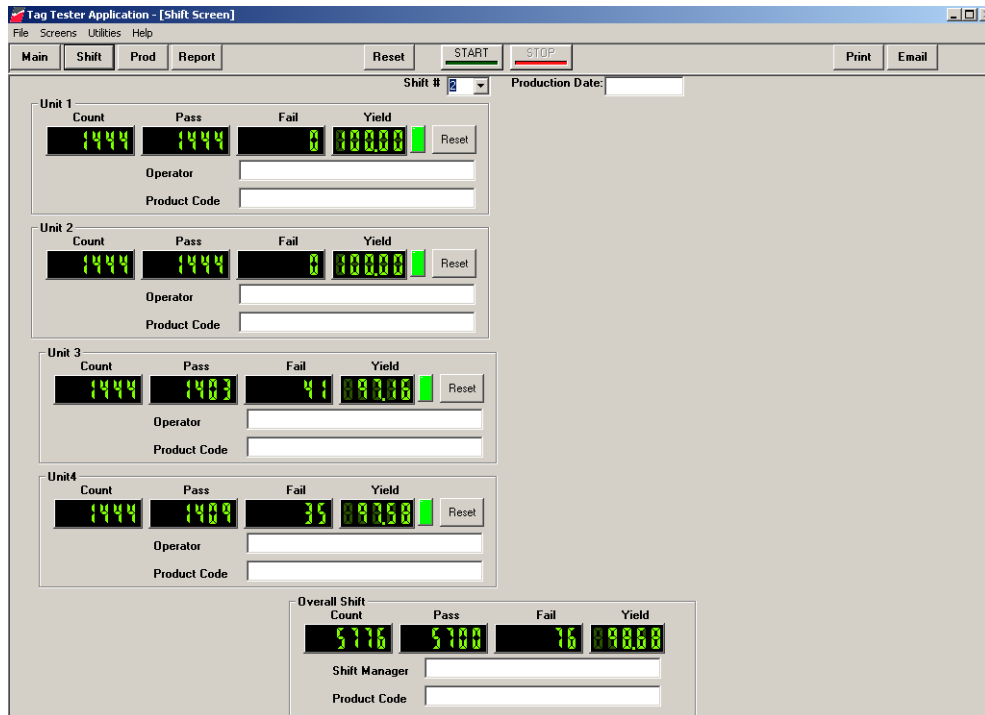 Tag Tester Application - [Shift Screen]
File Screens Utilities Help
Main Shift Prod Report Reset START STOP Print Email
Shift # 2 Production Date:
Unit 1
Count Pass Fail Yield
1444 1444 0 100.00 Reset
Operator
Product Code
Unit 2
Count Pass Fail Yield
1444 1444 0 100.00 Reset
Operator
Product Code
Unit 3
Count Pass Fail Yield
1444 1403 41 97.16 Reset
Operator
Product Code
Unit4
Count Pass Fail Yield
1444 1409 35 97.58 Reset
Operator
Product Code
Overall Shift
Count Pass Fail Yield
5776 5700 76 98.68
Shift Manager
Product Code